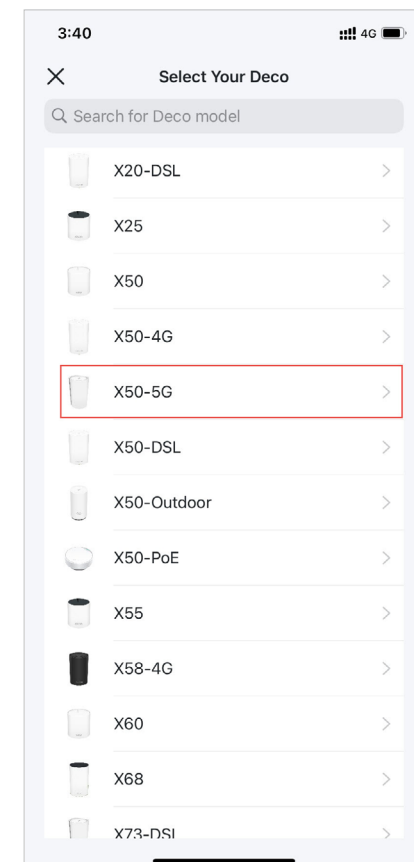 3:40
4G
Select Your Deco
Search for Deco model
X20-DSL
X25
X50
X50-4G
X50-5G
X50-DSL
X50-Outdoor
X50-PoE
X55
X58-4G
X60
X68
X73-DSL